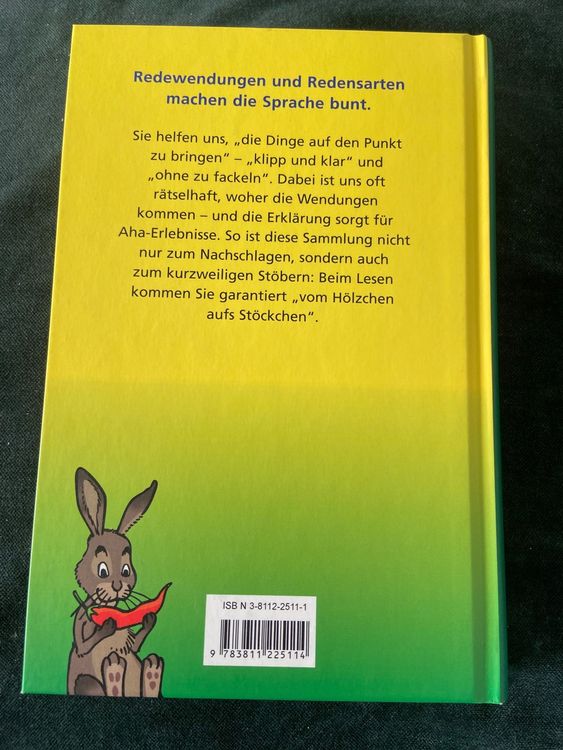 Redewendungen und Redensarten
machen die Sprache bunt.
Sie helfen uns, „die Dinge auf den Punkt
zu bringen“ – „klipp und klar“ und
„ohne zu fackeln“. Dabei ist uns oft
rätselhaft, woher die Wendungen
kommen – und die Erklärung sorgt für
Aha-Erlebnisse. So ist diese Sammlung nicht
nur zum Nachschlagen, sondern auch
zum kurzweiligen Stöbern: Beim Lesen
kommen Sie garantiert „vom Hölzchen
aufs Stöckchen“.
ISB N 3-8112-2511-1
9 783811 225114